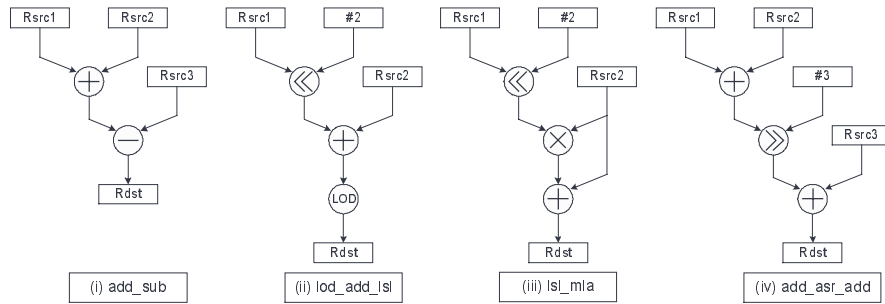 Rsrc1 Rsrc2 Rsrc1 #2 Rsrc1 #2 Rsrc1 Rsrc2
+ << << +
Rsrc3 Rsrc2 Rsrc2 #3
− + × >>
Rsrc3
Rdst LOD + +
Rdst Rdst Rdst
(i) add_sub (ii) lod_add_lsl (iii) lsl_mla (iv) add_asr_add